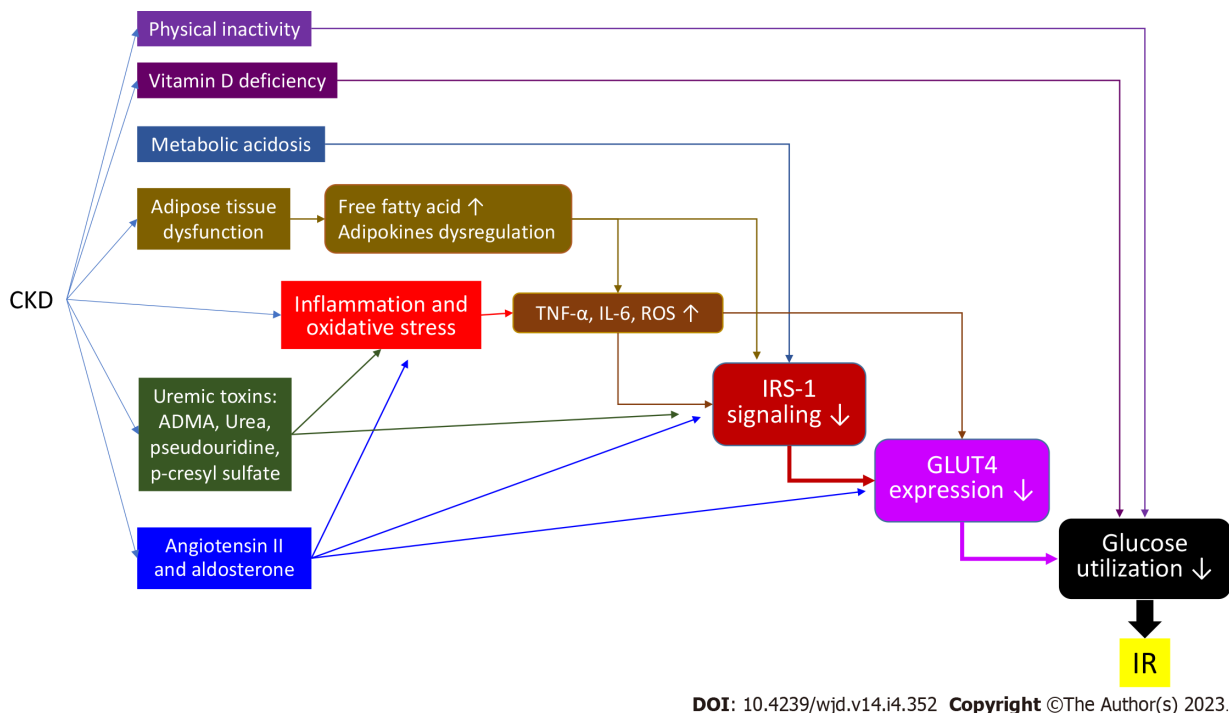 Physical inactivity
Vitamin D deficiency
Metabolic acidosis
Adipose tissue
dysfunction
Free fatty acid ↑
Adipokines dysregulation
CKD
Inflammation and
oxidative stress
TNF-α, IL-6, ROS ↑
Uremic toxins:
ADMA, Urea,
pseudouridine,
p-cresyl sulfate
IRS-1
signaling ↓
GLUT4
expression ↓
Angiotensin II
and aldosterone
Glucose
utilization ↓
IR
DOI: 10.4239/wjd.v14.i4.352 Copyright ©The Author(s) 2023.